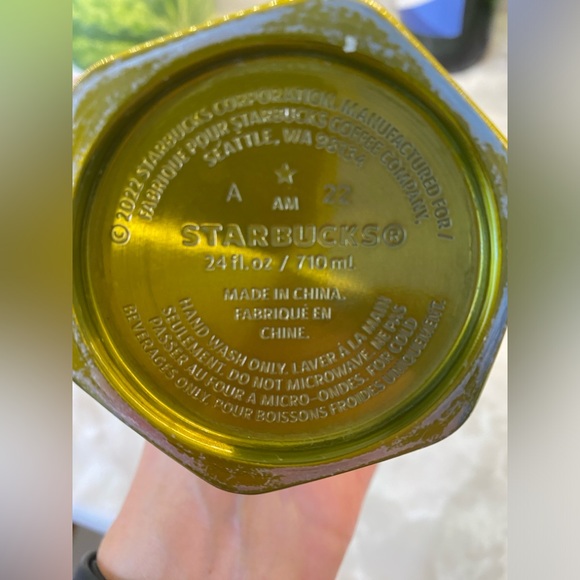 © 2022 STARBUCKS CORPORATION. MANUFACTURED FOR /
FABRIQUÉ POUR STARBUCKS COFFEE COMPANY,
SEATTLE, WA 98134
A 22
AM
STARBUCKS®
24 fl.oz / 710 mL
MADE IN CHINA.
FABRIQUÉ EN
CHINE.
HAND WASH ONLY. LAVER À LA MAIN
SEULEMENT. DO NOT MICROWAVE. NE PAS
PASSER AU FOUR A MICRO-ONDES. FOR COLD
BEVERAGES ONLY. POUR BOISSONS FROIDES UNIQUEMENT.